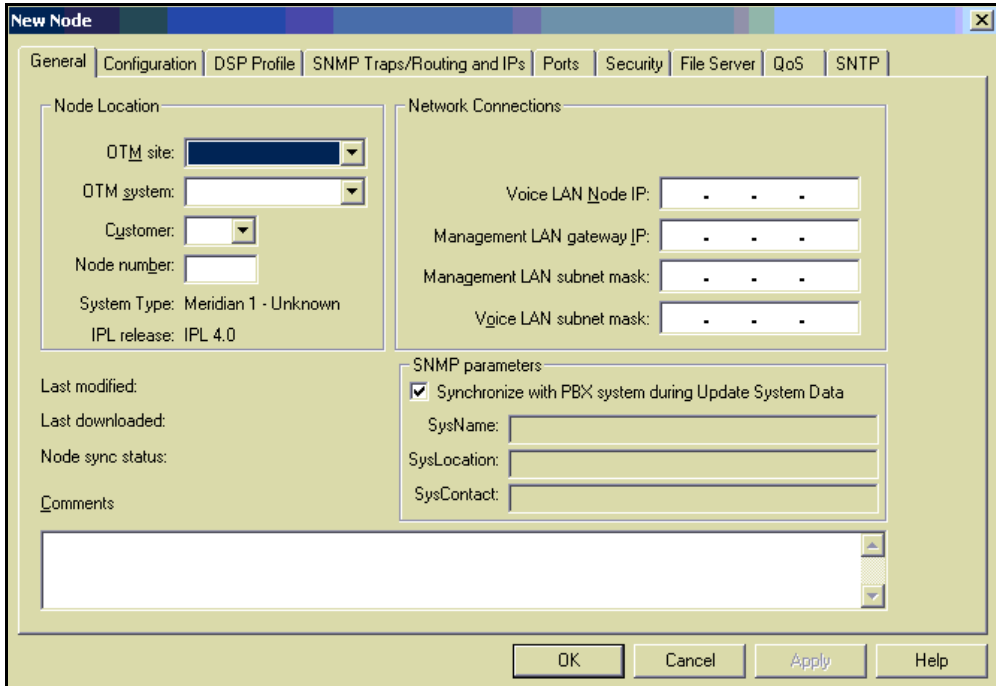 New Node
General Configuration DSP Profile SNMP Traps/Routing and IPs Ports Security File Server QoS SNTP
Node Location
OTM site:
OTM system:
Customer:
Node number:
System Type: Meridian 1 - Unknown
IPL release: IPL 4.0
Network Connections
Voice LAN Node IP: . . .
Management LAN gateway IP: . . .
Management LAN subnet mask: . . .
Voice LAN subnet mask: . . .
Last modified:
Last downloaded:
Node sync status:
SNMP parameters
Synchronize with PBX system during Update System Data
SysName:
SysLocation:
SysContact:
Comments
OK Cancel Apply Help